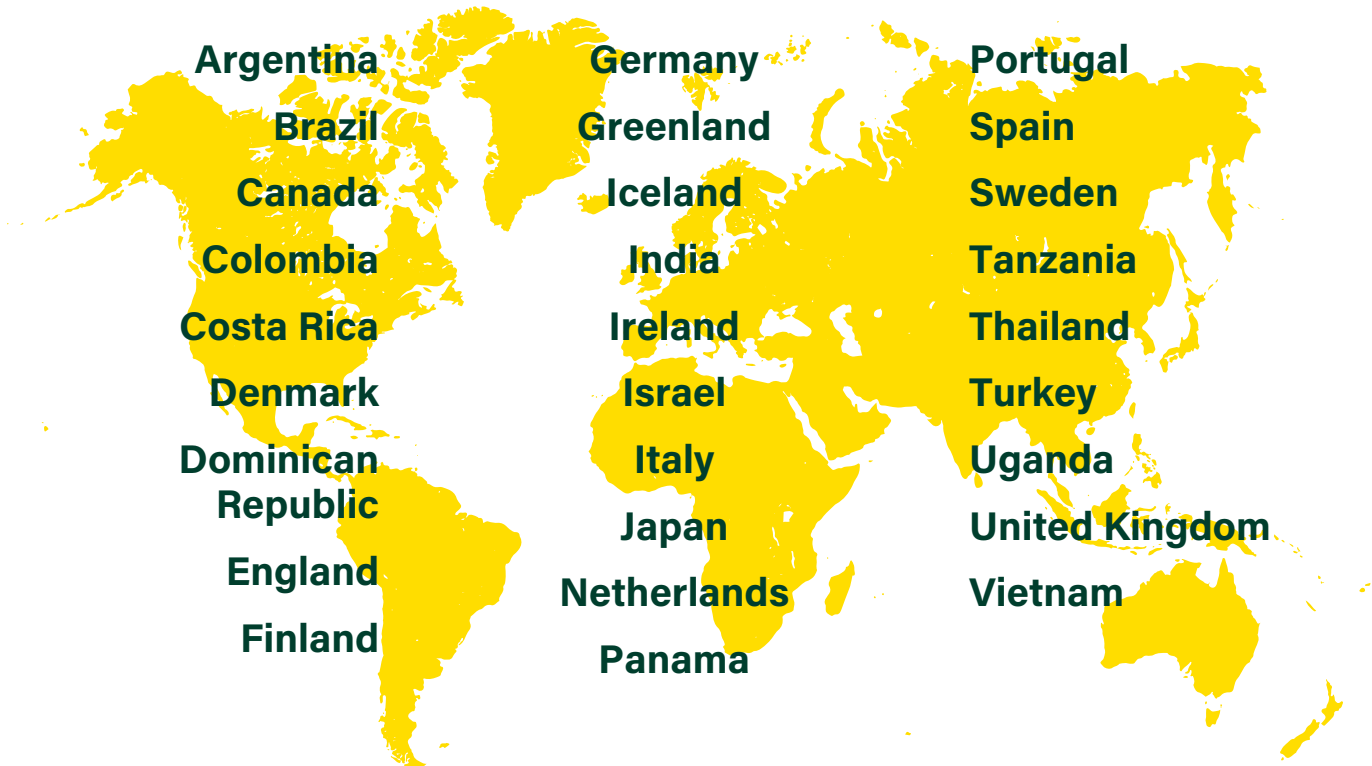 Argentina
Brazil
Canada
Colombia
Costa Rica
Denmark
Dominican
Republic
England
Finland
Germany
Greenland
Iceland
India
Ireland
Israel
Italy
Japan
Netherlands
Panama
Portugal
Spain
Sweden
Tanzania
Thailand
Turkey
Uganda
United Kingdom
Vietnam